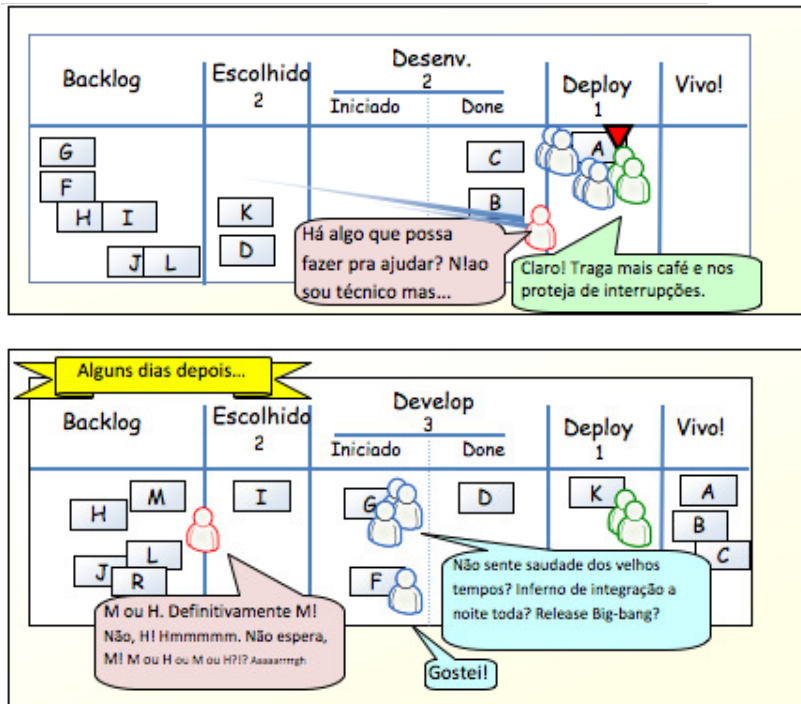 Backlog
Escolhido
2
Desenv.
2
Iniciado
Done
Deploy
1
Vivo!
G
F
H
I
J
L
K
D
C
B
A
Há algo que possa
fazer pra ajudar? N!ao
sou técnico mas...
Claro! Traga mais café e nos
proteja de interrupções.
Alguns dias depois...
Backlog
Escolhido
2
Develop
3
Iniciado
Done
Deploy
1
Vivo!
H
M
J
L
R
I
G
F
D
K
A
B
C
M ou H. Definitivamente M!
Não, H! Hmmmmm. Não espera,
M! M ou H ou M ou H?!? Aaaaarrrrgh
Não sente saudade dos velhos
tempos? Inferno de integração a
noite toda? Release Big-bang?
Gostei!